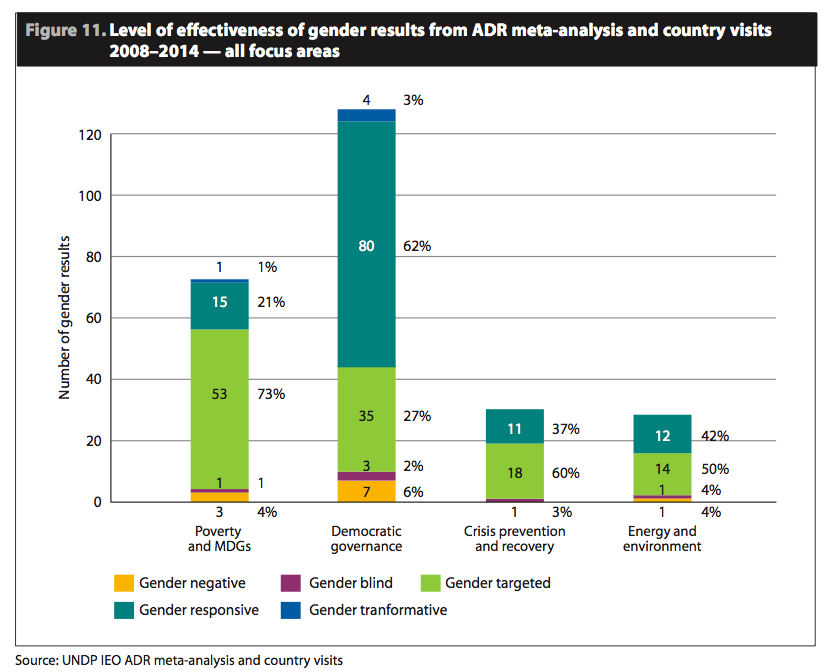 Figure 11. Level of effectiveness of gender results from ADR meta-analysis and country visits
2008–2014 — all focus areas
Number of gender results
120
100
80
60
40
20
0
1 1%
15 21%
53 73%
1 1
3 4%
4 3%
80 62%
35 27%
3 2%
7 6%
11 37%
18 60%
1 3%
12 42%
14 50%
1 4%
1 4%
Poverty
and MDGs
Democratic
governance
Crisis prevention
and recovery
Energy and
environment
Gender negative Gender blind Gender targeted
Gender responsive Gender tranformative
Source: UNDP IEO ADR meta-analysis and country visits